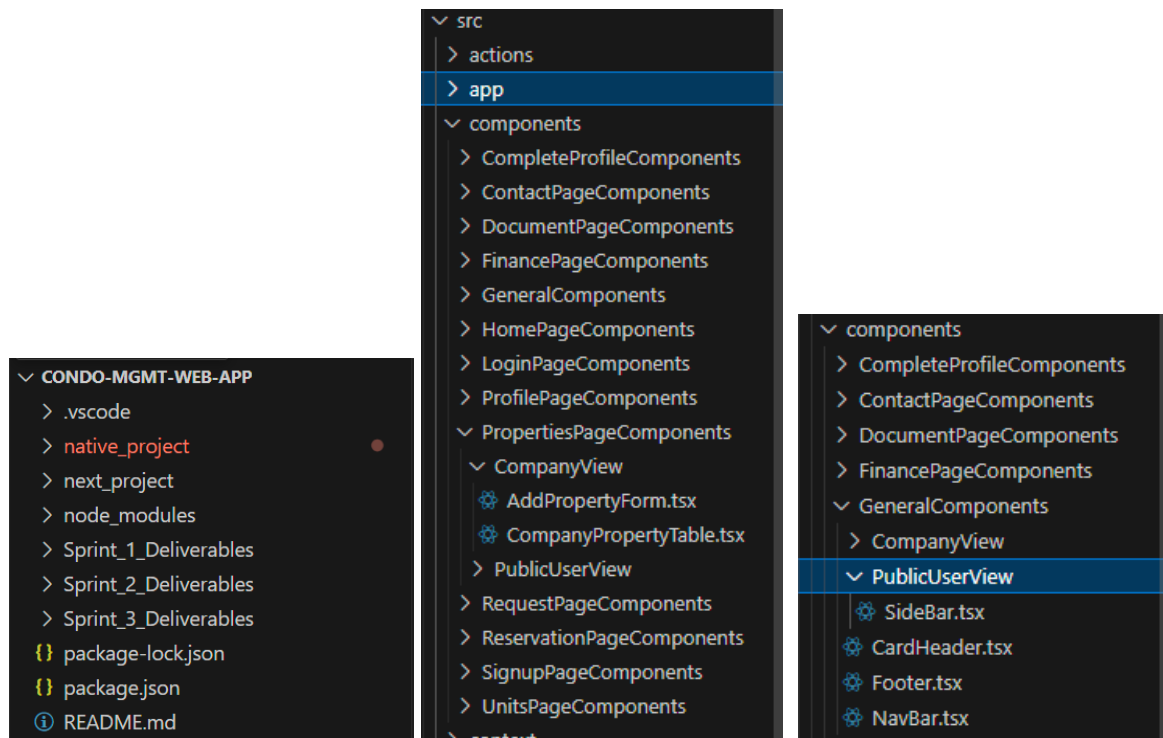 CONDO-MGMT-WEB-APP
.vscode
native_project
next_project
node_modules
Sprint_1_Deliverables
Sprint_2_Deliverables
Sprint_3_Deliverables
{} package-lock.json
{} package.json
README.md
src
actions
app
components
CompleteProfileComponents
ContactPageComponents
DocumentPageComponents
FinancePageComponents
GeneralComponents
HomePageComponents
LoginPageComponents
ProfilePageComponents
PropertiesPageComponents
CompanyView
AddPropertyForm.tsx
CompanyPropertyTable.tsx
PublicUserView
RequestPageComponents
ReservationPageComponents
SignupPageComponents
UnitsPageComponents
components
CompleteProfileComponents
ContactPageComponents
DocumentPageComponents
FinancePageComponents
GeneralComponents
CompanyView
PublicUserView
SideBar.tsx
CardHeader.tsx
Footer.tsx
NavBar.tsx